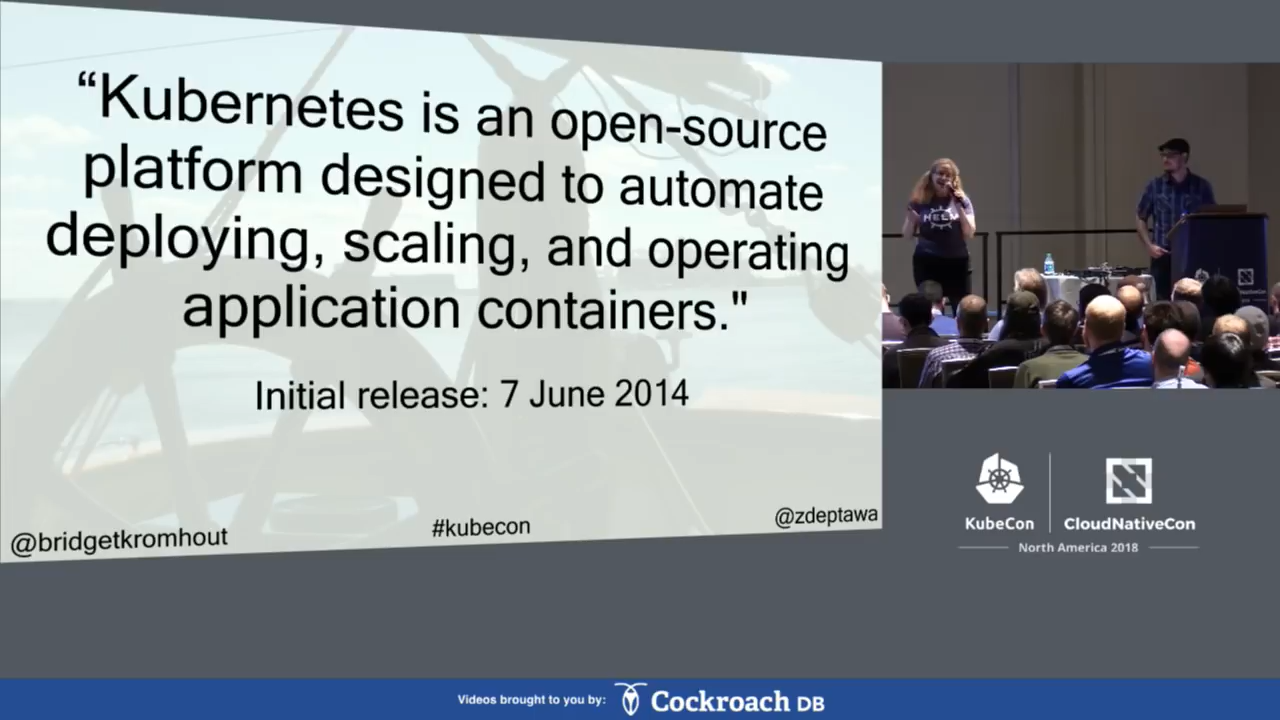 “Kubernetes is an open-source
platform designed to automate
deploying, scaling, and operating
application containers."
Initial release: 7 June 2014
@bridgetkromhout
#kubecon
@zdeptawa
HELM
KubeCon
CloudNativeCon
North America 2018
Videos brought to you by:
Cockroach DB